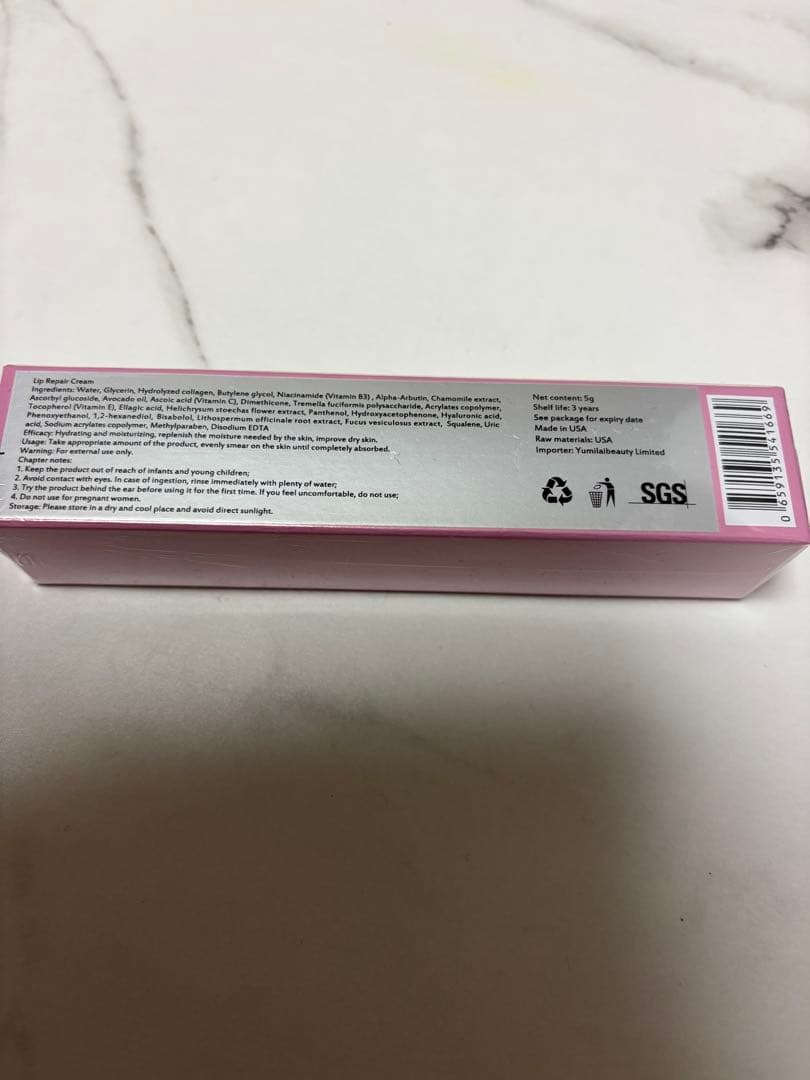 Lip Repair Cream
Ingredients: Water, Glycerin, Hydrolyzed collagen, Butylene glycol, Niacinamide (Vitamin B3) , Alpha-Arbutin, Chamomile extract,
Ascorbyl glucoside, Avocado oil, Ascoic acid (Vitamin C), Dimethicone, Tremella fuciformis polysaccharide, Acrylates copolymer,
Tocopherol (Vitamin E), Ellagic acid, Helichrysum stoechas flower extract, Panthenol, Hydroxyacetophenone, Hyaluronic acid,
Phenoxyethanol, 1,2-hexanediol, Bisabolol, Lithospermum officinale root extract, Fucus vesiculosus extract, Squalene, Uric
acid, Sodium acrylates copolymer, Methylparaben, Disodium EDTA
Efficacy: Hydrating and moisturizing, replenish the moisture needed by the skin, improve dry skin.
Usage: Take appropriate amount of the product, evenly smear on the skin until completely absorbed.
Warning: For external use only.
Chapter notes:
1. Keep the product out of reach of infants and young children;
2. Avoid contact with eyes. In case of ingestion, rinse immediately with plenty of water;
3. Try the product behind the ear before using it for the first time. If you feel uncomfortable, do not use;
4. Do not use for pregnant women.
Storage: Please store in a dry and cool place and avoid direct sunlight.
Net content: 5g
Shelf life: 3 years
See package for expiry date
Made in USA
Raw materials: USA
Importer: Yumilaibeauty Limited
SGS
0 659135 541669